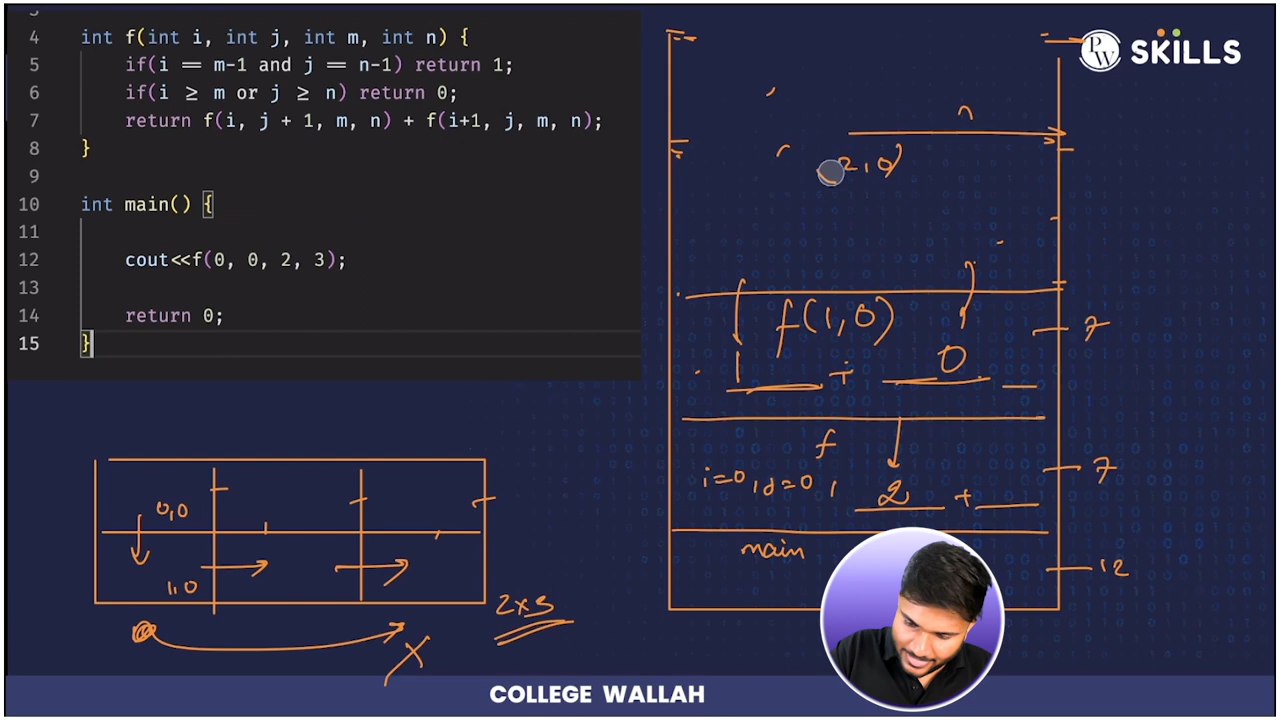 4 int f(int i, int j, int m, int n) {
5 if(i == m-1 and j == n-1) return 1;
6 if(i ≥ m or j ≥ n) return 0;
7 return f(i, j + 1, m, n) + f(i+1, j, m, n);
8 }
9
10 int main() {
11
12 cout<<f(0, 0, 2, 3);
13
14 return 0;
15 }
PW SKILLS
n
2,0)
f(1,0)
7
1 + 0
f
i=0, j=0, 2 +
7
main
12
0,0
1,0
2x3
X
COLLEGE WALLAH